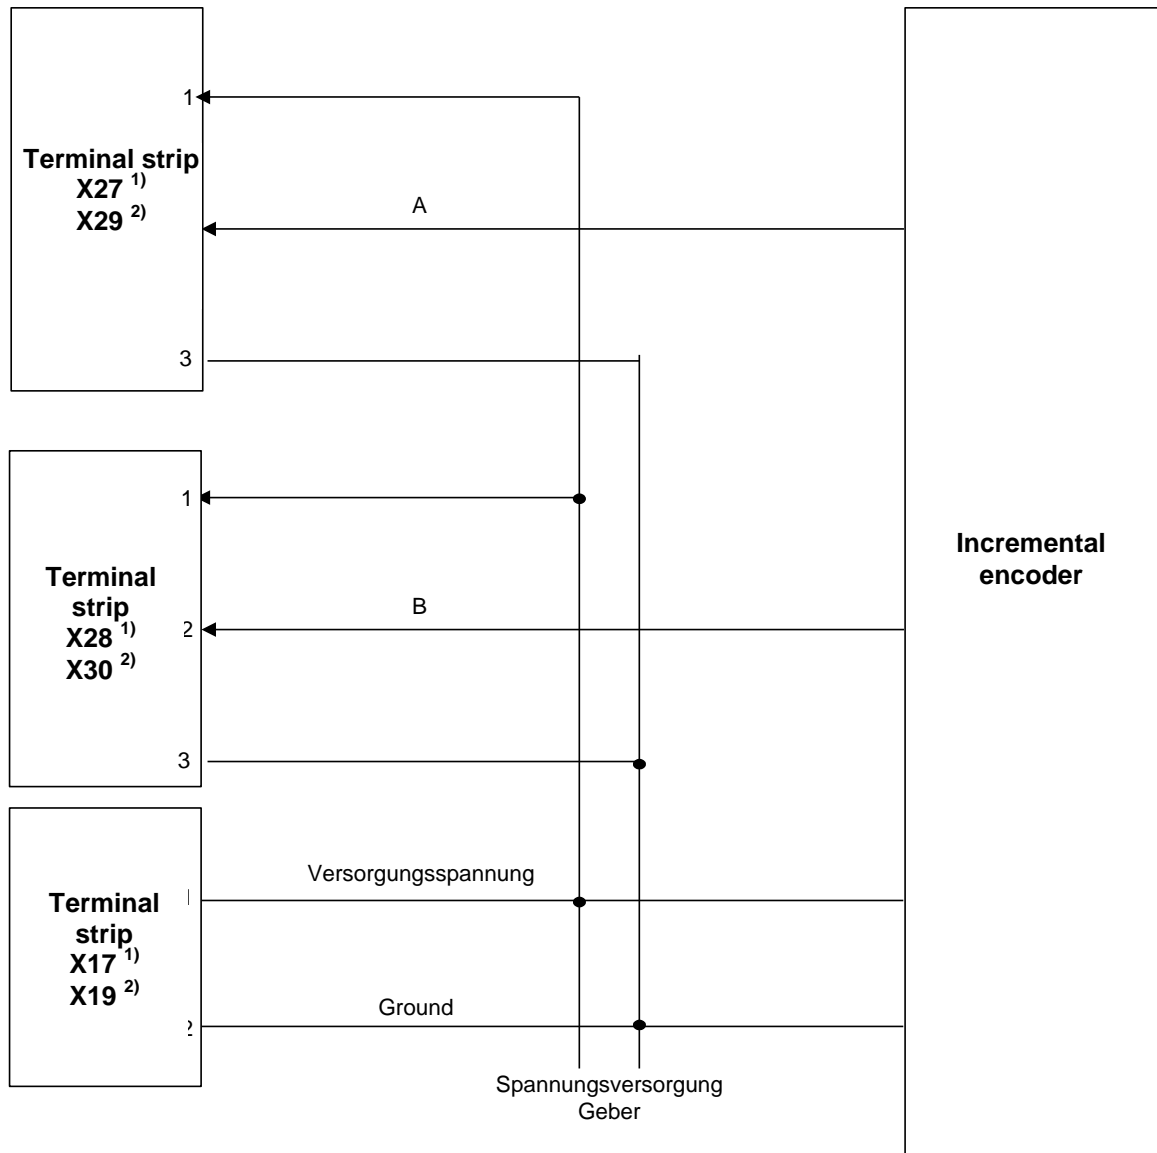 1
Terminal strip
X27 1)
X29 2)
A
3
1
Terminal
strip
X28 1)
X30 2)
B
2
3
Incremental
encoder
Versorgungsspannung
Terminal
strip
X17 1)
X19 2)
Ground
2
Spannungsversorgung
Geber